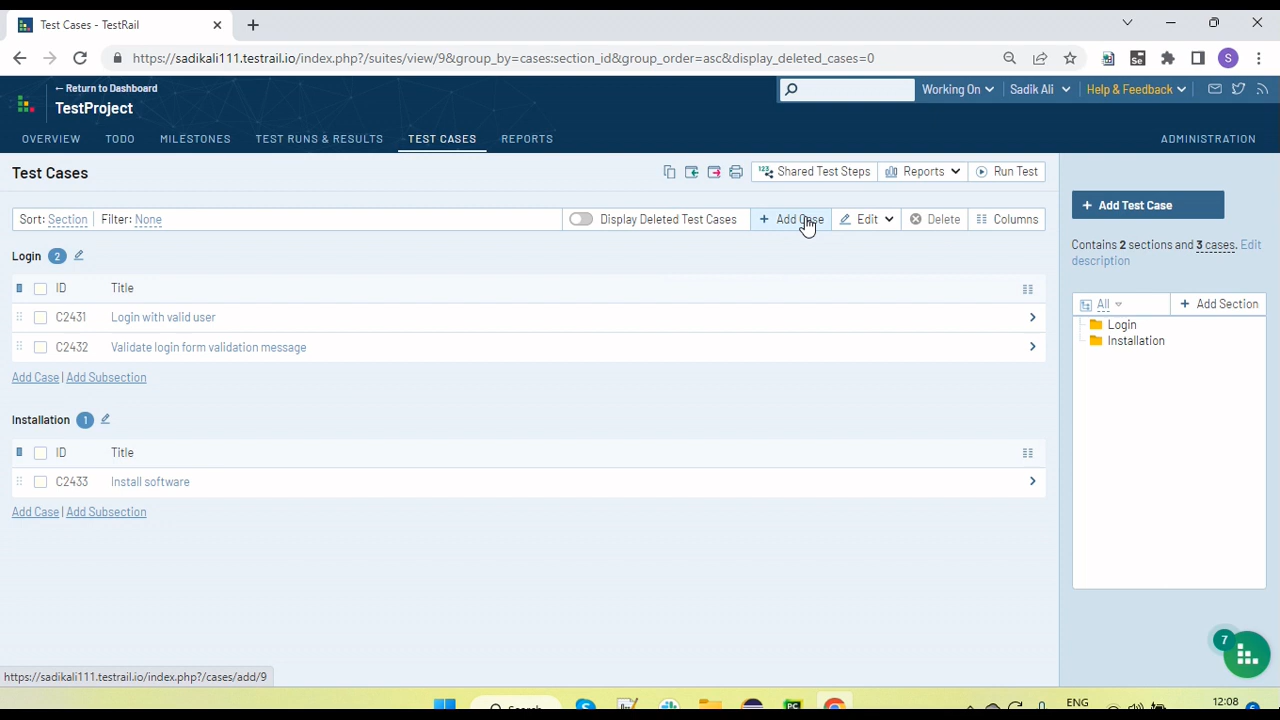 Test Cases - TestRail
https://sadikali111.testrail.io/index.php?/suites/view/9&group_by=cases:section_id&group_order=asc&display_deleted_cases=0
← Return to Dashboard
TestProject
Working On
Sadik Ali
Help & Feedback
OVERVIEW TODO MILESTONES TEST RUNS & RESULTS TEST CASES REPORTS ADMINISTRATION
Test Cases
Shared Test Steps
Reports
Run Test
+ Add Test Case
Sort: Section Filter: None
Display Deleted Test Cases
+ Add Case
Edit
Delete
Columns
Contains 2 sections and 3 cases. Edit
description
Login 2
ID Title
C2431 Login with valid user
C2432 Validate login form validation message
Add Case | Add Subsection
All
+ Add Section
Login
Installation
Installation 1
ID Title
C2433 Install software
Add Case | Add Subsection
7
https://sadikali111.testrail.io/index.php?/cases/add/9
Search
ENG
12:08